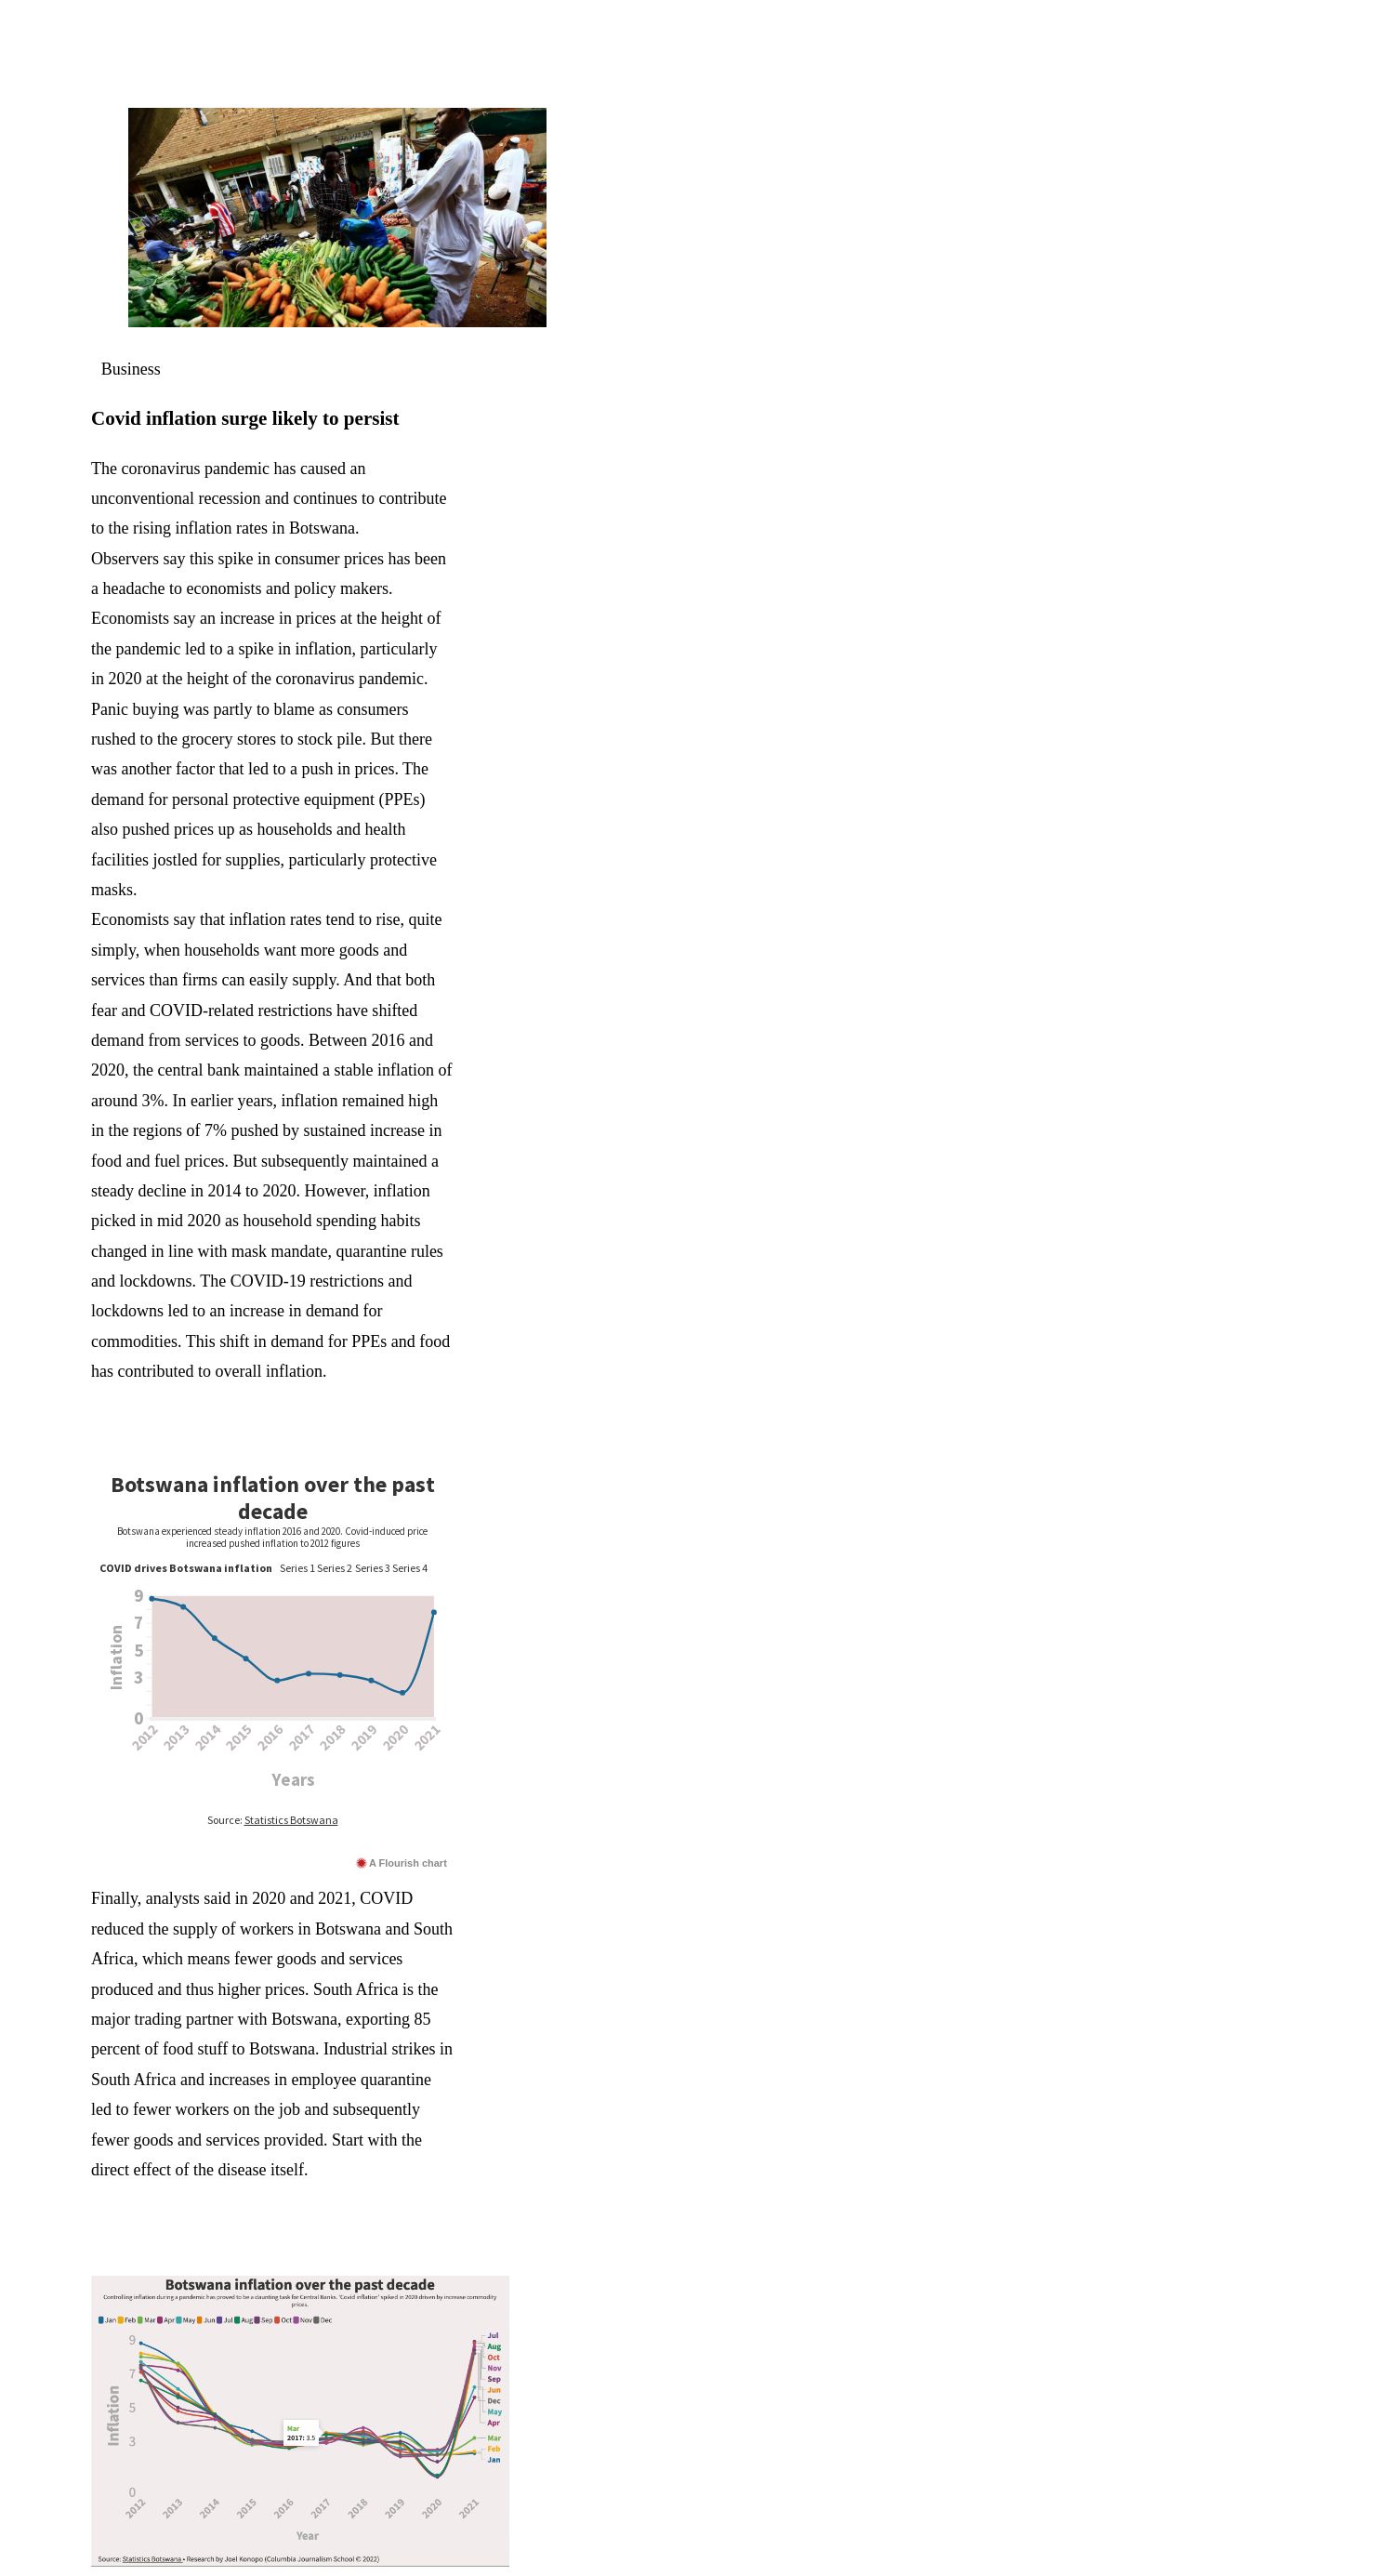 Business
Covid inflation surge likely to persist
The coronavirus pandemic has caused an
unconventional recession and continues to contribute
to the rising inflation rates in Botswana.
Observers say this spike in consumer prices has been
a headache to economists and policy makers.
Economists say an increase in prices at the height of
the pandemic led to a spike in inflation, particularly
in 2020 at the height of the coronavirus pandemic.
Panic buying was partly to blame as consumers
rushed to the grocery stores to stock pile. But there
was another factor that led to a push in prices. The
demand for personal protective equipment (PPEs)
also pushed prices up as households and health
facilities jostled for supplies, particularly protective
masks.
Economists say that inflation rates tend to rise, quite
simply, when households want more goods and
services than firms can easily supply. And that both
fear and COVID-related restrictions have shifted
demand from services to goods. Between 2016 and
2020, the central bank maintained a stable inflation of
around 3%. In earlier years, inflation remained high
in the regions of 7% pushed by sustained increase in
food and fuel prices. But subsequently maintained a
steady decline in 2014 to 2020. However, inflation
picked in mid 2020 as household spending habits
changed in line with mask mandate, quarantine rules
and lockdowns. The COVID-19 restrictions and
lockdowns led to an increase in demand for
commodities. This shift in demand for PPEs and food
has contributed to overall inflation.
Botswana inflation over the past
decade
Botswana experienced steady inflation 2016 and 2020. Covid-induced price
increased pushed inflation to 2012 figures
COVID drives Botswana inflation Series 1 Series 2 Series 3 Series 4
9
7
5
3
0
Inflation
2012 2013 2014 2015 2016 2017 2018 2019 2020 2021
Years
Source: Statistics Botswana
A Flourish chart
Finally, analysts said in 2020 and 2021, COVID
reduced the supply of workers in Botswana and South
Africa, which means fewer goods and services
produced and thus higher prices. South Africa is the
major trading partner with Botswana, exporting 85
percent of food stuff to Botswana. Industrial strikes in
South Africa and increases in employee quarantine
led to fewer workers on the job and subsequently
fewer goods and services provided. Start with the
direct effect of the disease itself.
Botswana inflation over the past decade
Controlling inflation during a pandemic has proved to be a daunting task for Central Banks. 'Covid inflation' spiked in 2020 driven by increase commodity
prices.
Jan Feb Mar Apr May Jun Jul Aug Sep Oct Nov Dec
9
7
5
3
0
Inflation
Mar
2017: 3.5
Jul
Aug
Oct
Nov
Sep
Jun
Dec
May
Apr
Mar
Feb
Jan
2012 2013 2014 2015 2016 2017 2018 2019 2020 2021
Year
Source: Statistics Botswana • Research by Joel Konopo (Columbia Journalism School © 2022)